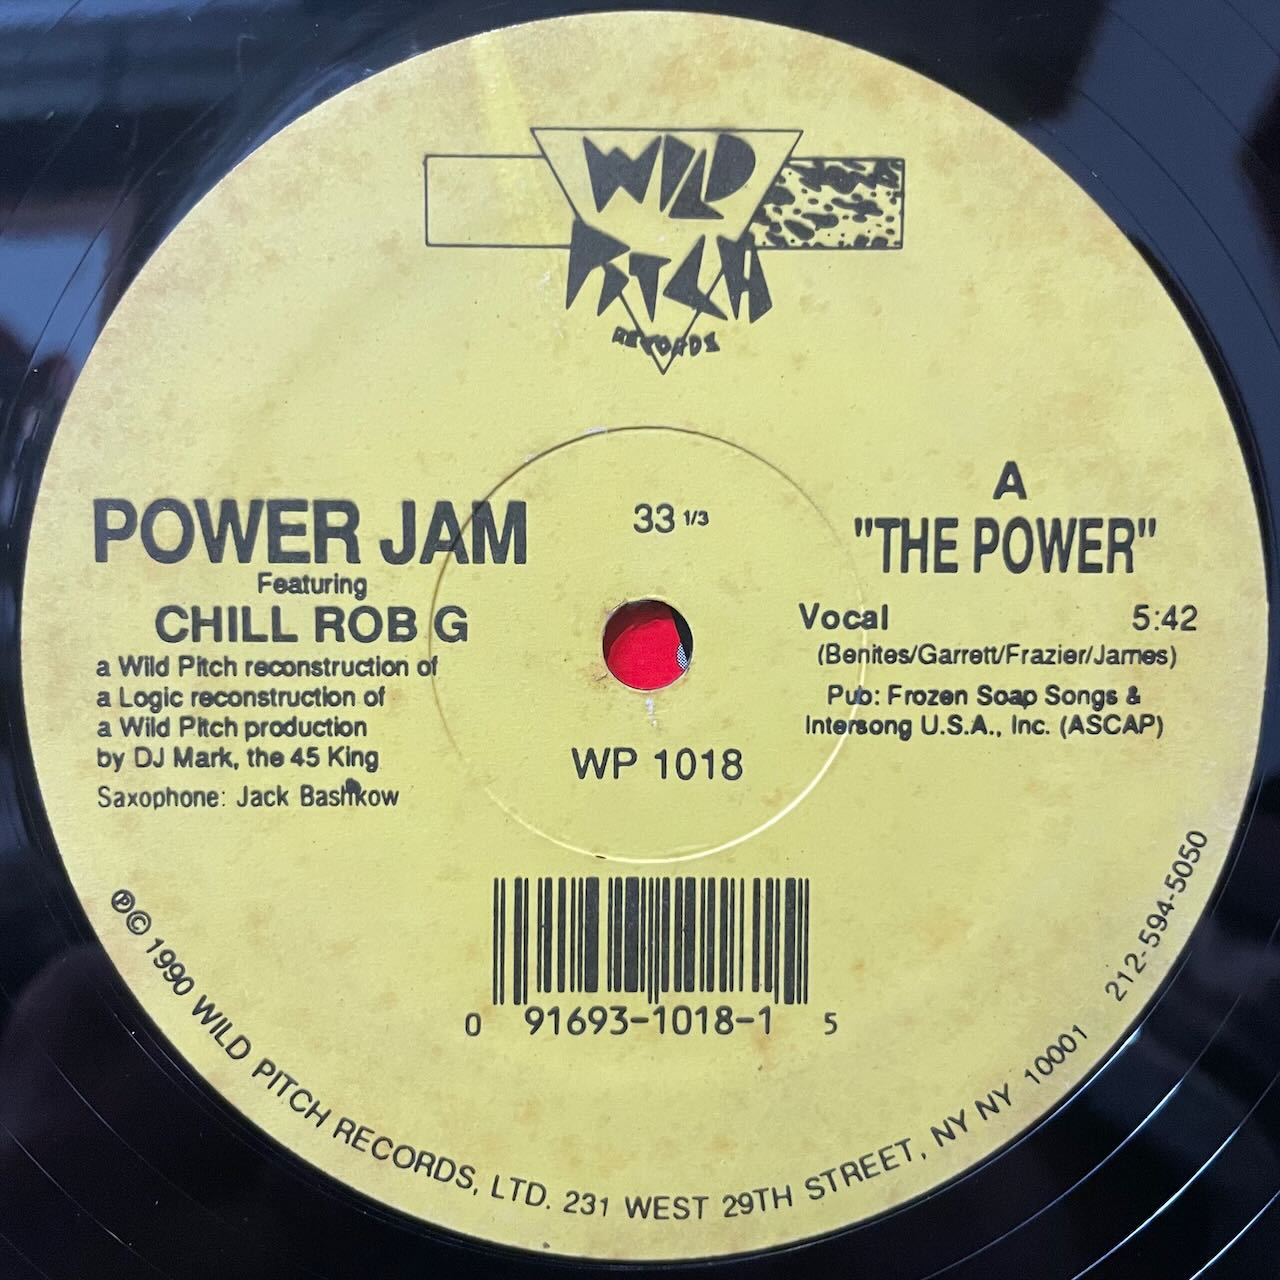 WILD
PITCH
RECORDS
POWER JAM
Featuring
CHILL ROB G
a Wild Pitch reconstruction of
a Logic reconstruction of
a Wild Pitch production
by DJ Mark, the 45 King
Saxophone: Jack Bashkow
33 1/3
WP 1018
A
"THE POWER"
Vocal 5:42
(Benites/Garrett/Frazier/James)
Pub: Frozen Soap Songs &
Intersong U.S.A., Inc. (ASCAP)
0 91693-1018-1 5
℗© 1990 WILD PITCH RECORDS, LTD. 231 WEST 29TH STREET, NY NY 10001 212-594-5050